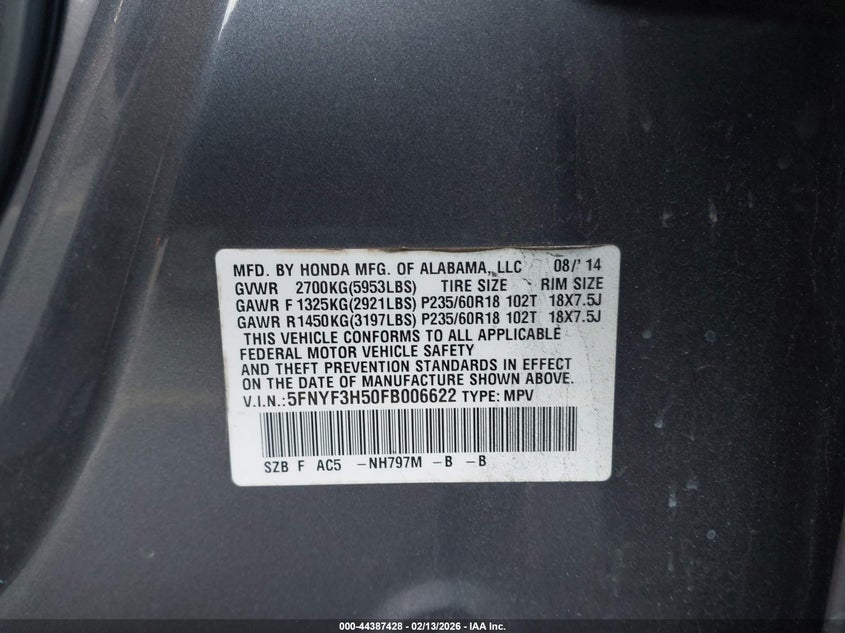 MFD. BY HONDA MFG. OF ALABAMA, LLC 08/'14
GVWR 2700KG(5953LBS) TIRE SIZE RIM SIZE
GAWR F 1325KG(2921LBS) P235/60R18 102T 18X7.5J
GAWR R1450KG(3197LBS) P235/60R18 102T 18X7.5J
THIS VEHICLE CONFORMS TO ALL APPLICABLE
FEDERAL MOTOR VEHICLE SAFETY
AND THEFT PREVENTION STANDARDS IN EFFECT
ON THE DATE OF MANUFACTURE SHOWN ABOVE.
V.I.N.:5FNYF3H50FB006622 TYPE: MPV
SZB F AC5 -NH797M -B -B
000-44387428 - 02/13/2026 - IAA Inc.